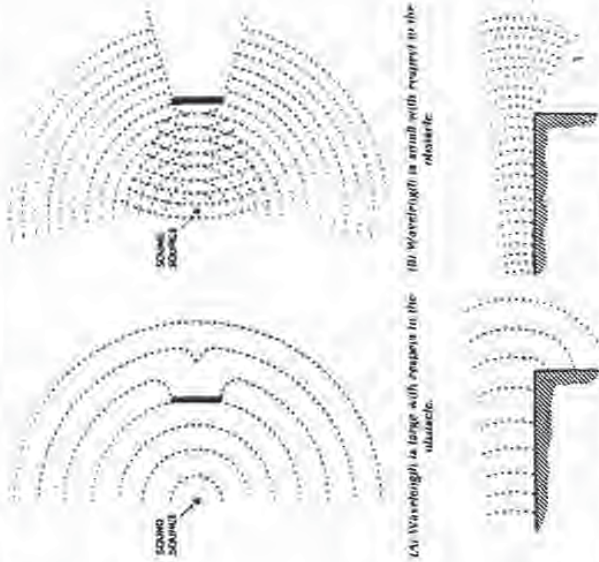 SOUND
SOURCE
(A) Wavelength is large with respect to the
obstacle.
SOUND
SOURCE
(B) Wavelength is small with respect to the
obstacle.